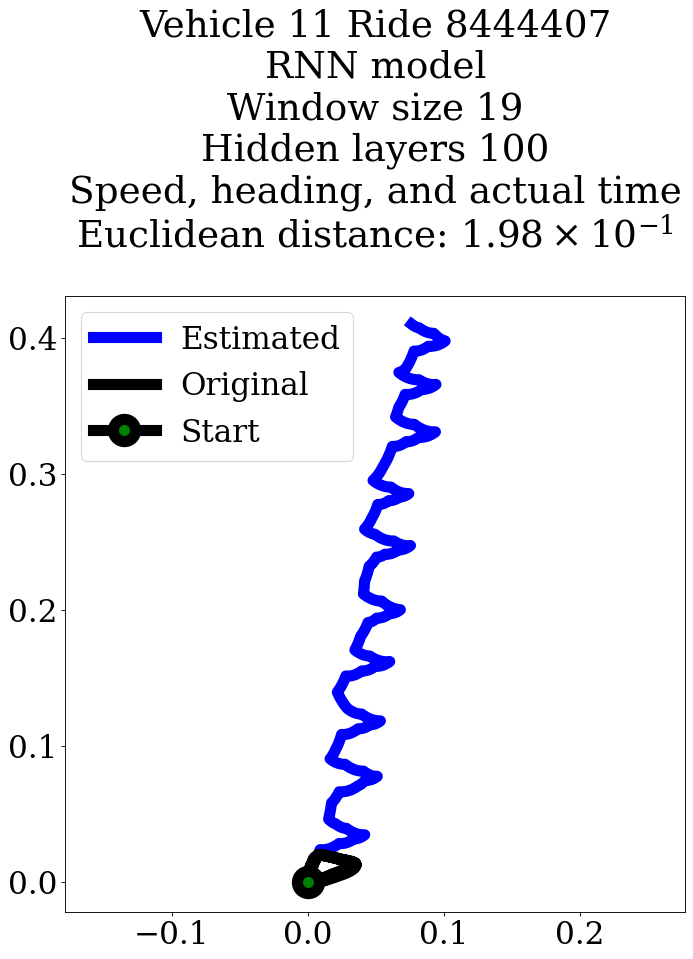 Vehicle 11 Ride 8444407
RNN model
Window size 19
Hidden layers 100
Speed, heading, and actual time
Euclidean distance: 1.98 × 10⁻¹
Estimated
Original
Start
0.4
0.3
0.2
0.1
0.0
−0.1 0.0 0.1 0.2